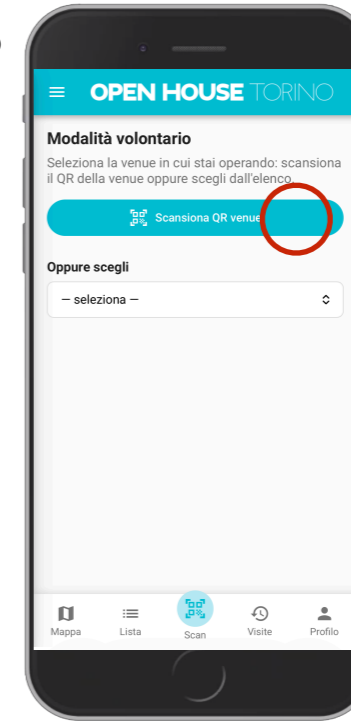 OPEN HOUSE TORINO
Modalità volontario
Seleziona la venue in cui stai operando: scansiona
il QR della venue oppure scegli dall'elenco.
Scansiona QR venue
Oppure scegli
— seleziona —
Mappa Lista Scan Visite Profilo